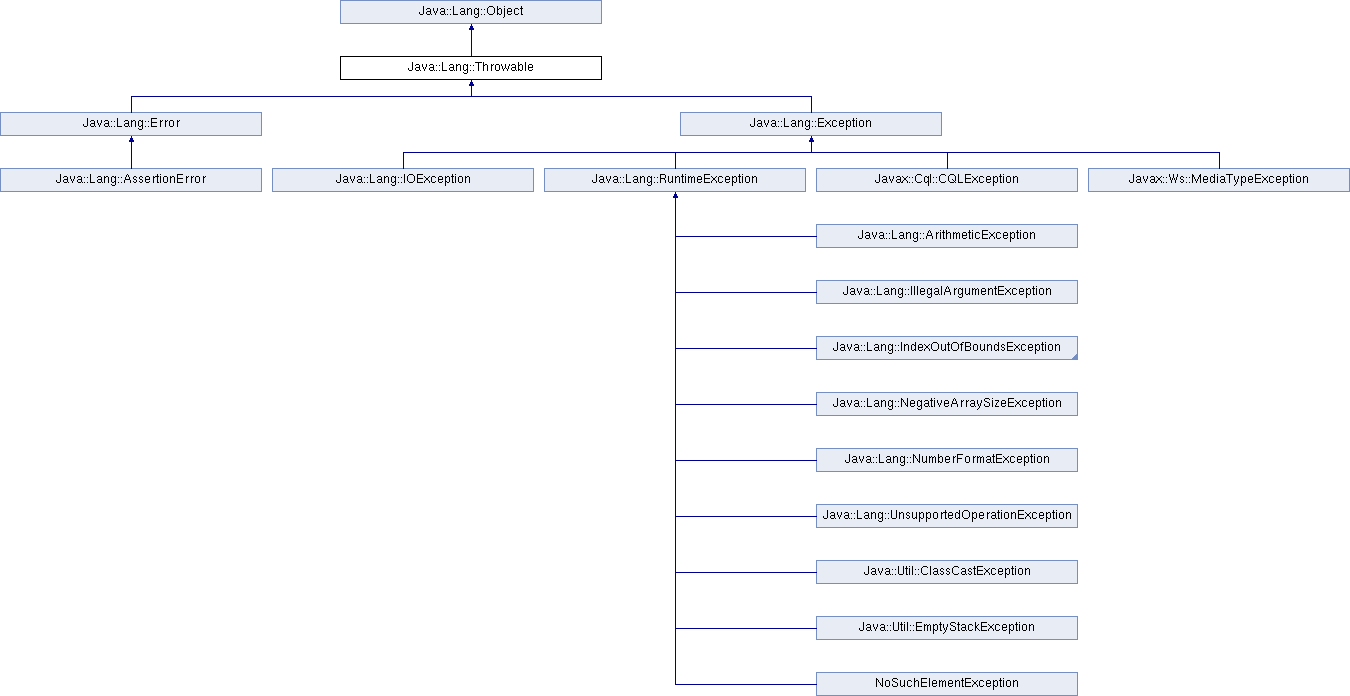 Java::Lang::Object
Java::Lang::Throwable
Java::Lang::Error
Java::Lang::Exception
Java::Lang::AssertionError
Java::Lang::IOException
Java::Lang::RuntimeException
Javax::Cql::CQLException
Javax::Ws::MediaTypeException
Java::Lang::ArithmeticException
Java::Lang::IllegalArgumentException
Java::Lang::IndexOutOfBoundsException
Java::Lang::NegativeArraySizeException
Java::Lang::NumberFormatException
Java::Lang::UnsupportedOperationException
Java::Util::ClassCastException
Java::Util::EmptyStackException
NoSuchElementException